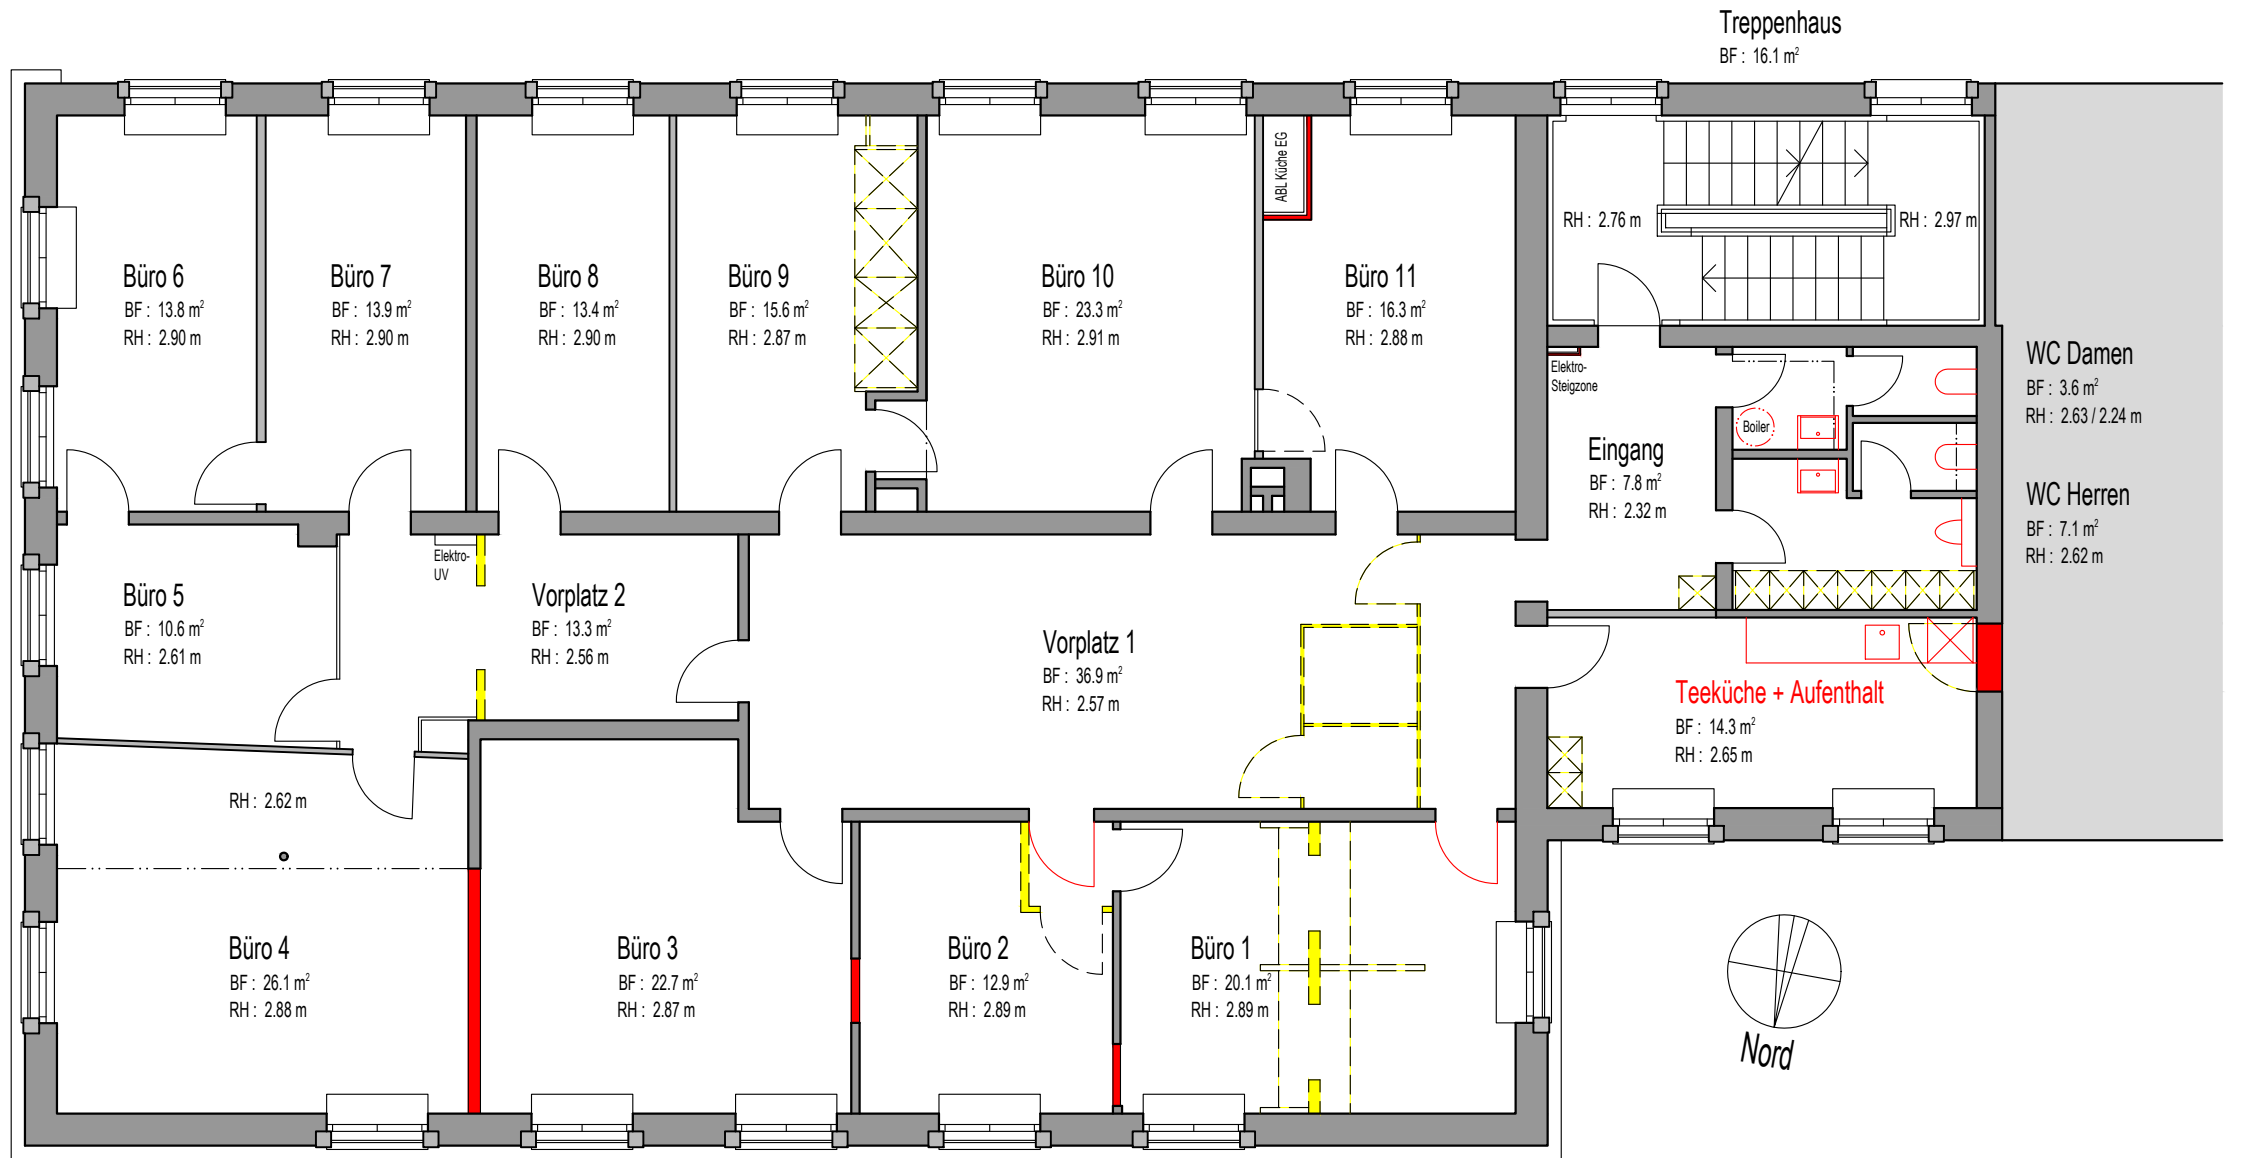 Treppenhaus
BF : 16.1 m²
ABL Küche EG
RH : 2.76 m
RH : 2.97 m
Büro 6
BF : 13.8 m²
RH : 2.90 m
Büro 7
BF : 13.9 m²
RH : 2.90 m
Büro 8
BF : 13.4 m²
RH : 2.90 m
Büro 9
BF : 15.6 m²
RH : 2.87 m
Büro 10
BF : 23.3 m²
RH : 2.91 m
Büro 11
BF : 16.3 m²
RH : 2.88 m
Elektro-
Steigzone
Boiler
WC Damen
BF : 3.6 m²
RH : 2.63 / 2.24 m
Eingang
BF : 7.8 m²
RH : 2.32 m
WC Herren
BF : 7.1 m²
RH : 2.62 m
Büro 5
BF : 10.6 m²
RH : 2.61 m
Elektro-
UV
Vorplatz 2
BF : 13.3 m²
RH : 2.56 m
Vorplatz 1
BF : 36.9 m²
RH : 2.57 m
Teeküche + Aufenthalt
BF : 14.3 m²
RH : 2.65 m
RH : 2.62 m
Büro 4
BF : 26.1 m²
RH : 2.88 m
Büro 3
BF : 22.7 m²
RH : 2.87 m
Büro 2
BF : 12.9 m²
RH : 2.89 m
Büro 1
BF : 20.1 m²
RH : 2.89 m
Nord